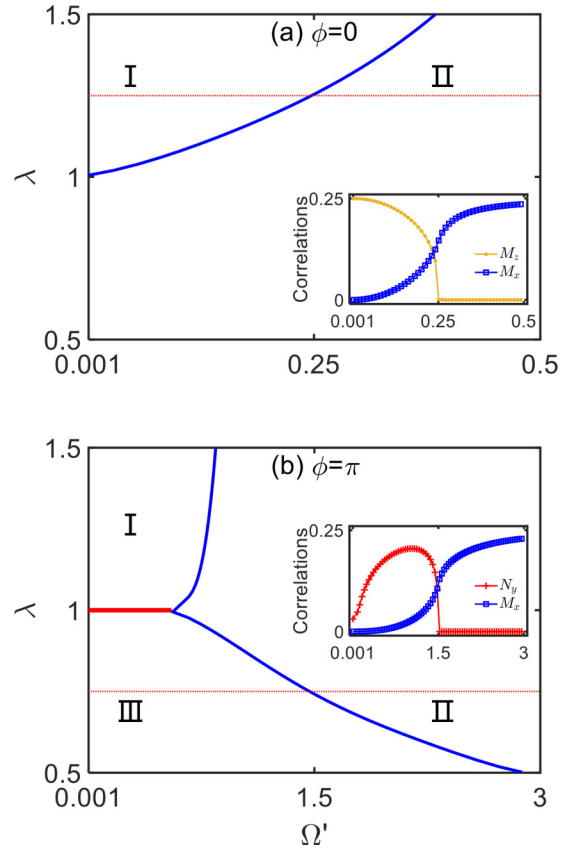 (a) ϕ=0
1.5
Ⅰ
Ⅱ
λ
1
0.25
Correlations
M_z
M_x
0
0.001
0.25
0.5
0.5
0.001
0.25
0.5
(b) ϕ=π
1.5
Ⅰ
λ
1
0.25
Correlations
N_y
M_x
0
0.001
1.5
3
Ⅲ
Ⅱ
0.5
0.001
1.5
3
Ω'